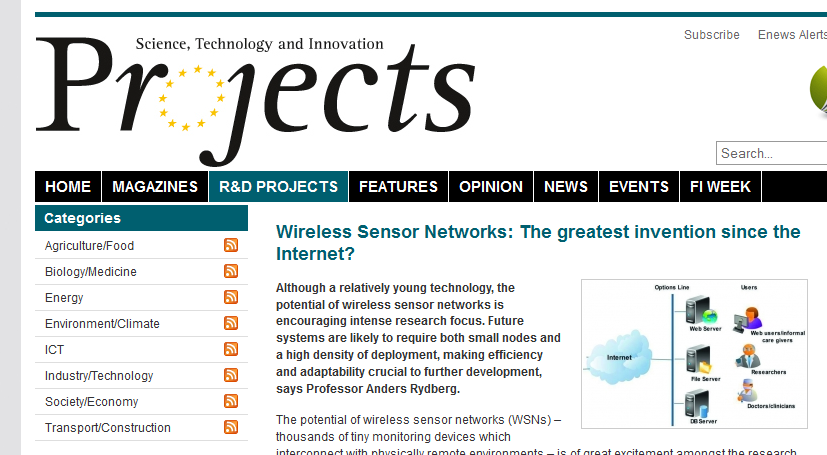 Subscribe
Enews Alerts
Science, Technology and Innovation
Projects
Search...
HOME
MAGAZINES
R&D PROJECTS
FEATURES
OPINION
NEWS
EVENTS
FI WEEK
Categories
Agriculture/Food
Biology/Medicine
Energy
Environment/Climate
ICT
Industry/Technology
Society/Economy
Transport/Construction
Wireless Sensor Networks: The greatest invention since the
Internet?
Although a relatively young technology, the
potential of wireless sensor networks is
encouraging intense research focus. Future
systems are likely to require both small nodes and
a high density of deployment, making efficiency
and adaptability crucial to further development,
says Professor Anders Rydberg.
Options Line
Users
Web Server
Web users/informal
care givers
Internet
Researchers
File Server
Doctors/clinicians
DB Server
The potential of wireless sensor networks (WSNs) –
thousands of tiny monitoring devices which
interconnect with physically remote environments – is of great excitement amongst the research